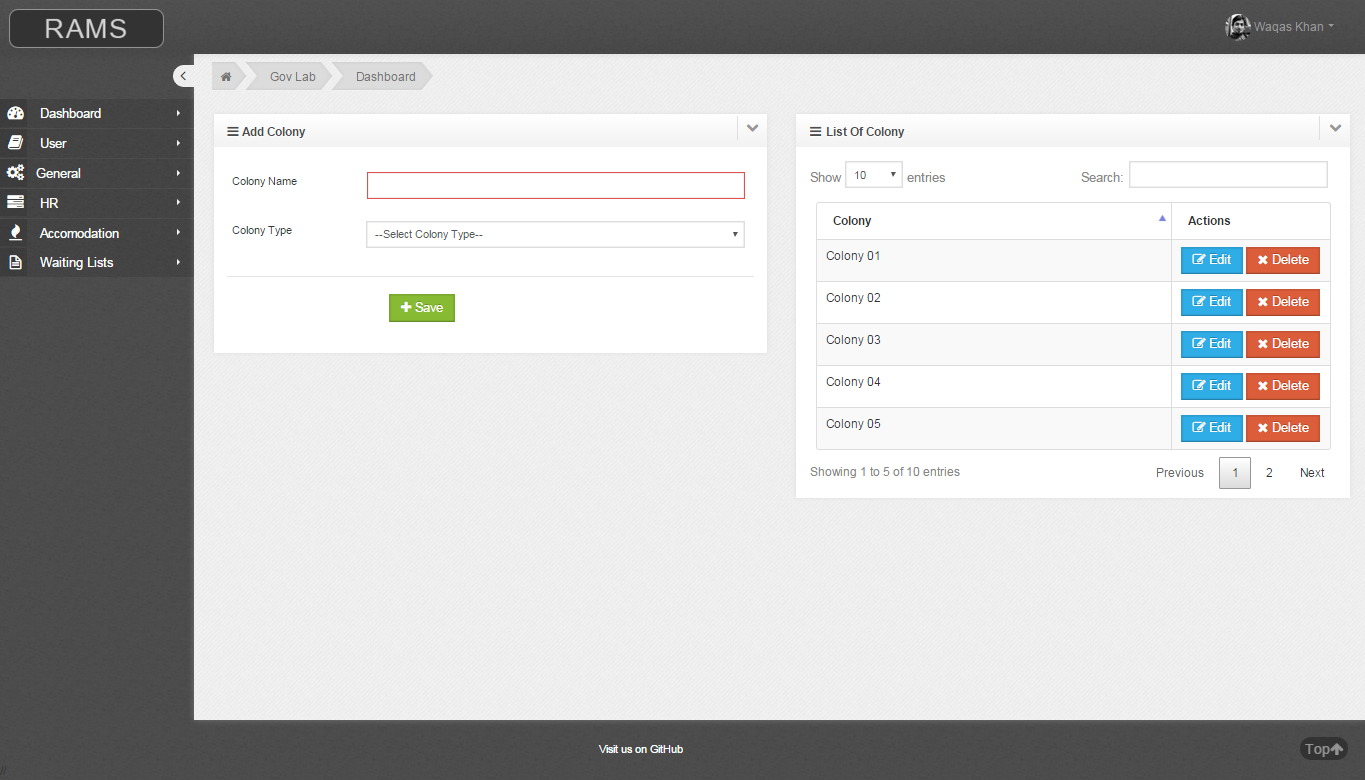 RAMS
Waqas Khan
Gov Lab
Dashboard
Dashboard
User
General
HR
Accomodation
Waiting Lists
Add Colony
Colony Name
Colony Type
--Select Colony Type--
Save
List Of Colony
Show 10 entries
Search:
Colony Actions
Colony 01 Edit Delete
Colony 02 Edit Delete
Colony 03 Edit Delete
Colony 04 Edit Delete
Colony 05 Edit Delete
Showing 1 to 5 of 10 entries
Previous 1 2 Next
Visit us on GitHub
Top
//